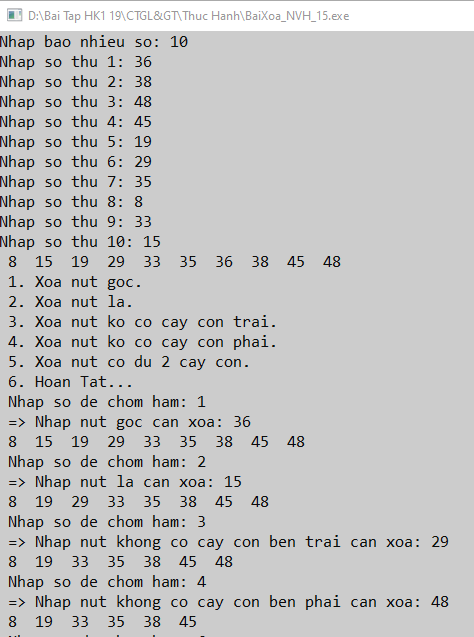 D:\Bai Tap HK1 19\CTGL&GT\Thuc Hanh\BaiXoa_NVH_15.exe
Nhap bao nhieu so: 10
Nhap so thu 1: 36
Nhap so thu 2: 38
Nhap so thu 3: 48
Nhap so thu 4: 45
Nhap so thu 5: 19
Nhap so thu 6: 29
Nhap so thu 7: 35
Nhap so thu 8: 8
Nhap so thu 9: 33
Nhap so thu 10: 15
8 15 19 29 33 35 36 38 45 48
1. Xoa nut goc.
2. Xoa nut la.
3. Xoa nut ko co cay con trai.
4. Xoa nut ko co cay con phai.
5. Xoa nut co du 2 cay con.
6. Hoan Tat...
Nhap so de chom ham: 1
=> Nhap nut goc can xoa: 36
8 15 19 29 33 35 38 45 48
Nhap so de chom ham: 2
=> Nhap nut la can xoa: 15
8 19 29 33 35 38 45 48
Nhap so de chom ham: 3
=> Nhap nut khong co cay con ben trai can xoa: 29
8 19 33 35 38 45 48
Nhap so de chom ham: 4
=> Nhap nut khong co cay con ben phai can xoa: 48
8 19 33 35 38 45